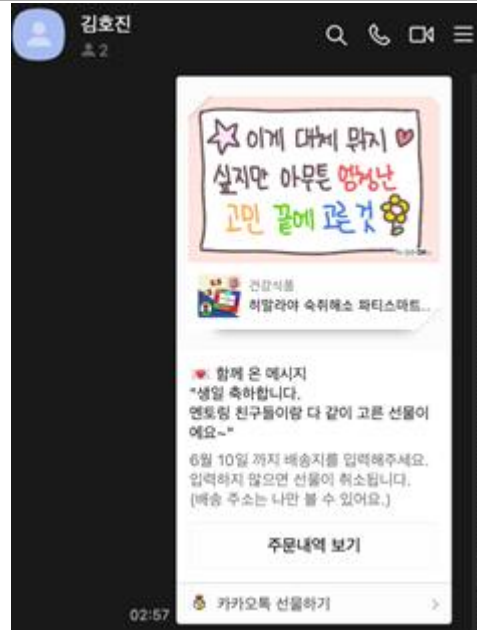 김호진
2
이게 대체 뭐지
싶지만 아무튼 엄청난
고민 끝에 고른 것
건강식품
히말라야 숙취해소 파티스마트..
함께 온 메시지
"생일 축하합니다.
멘토링 친구들이랑 다 같이 고른 선물이
에요~"
6월 10일 까지 배송지를 입력해주세요.
입력하지 않으면 선물이 취소됩니다.
(배송 주소는 나만 볼 수 있어요.)
주문내역 보기
카카오톡 선물하기
02:57